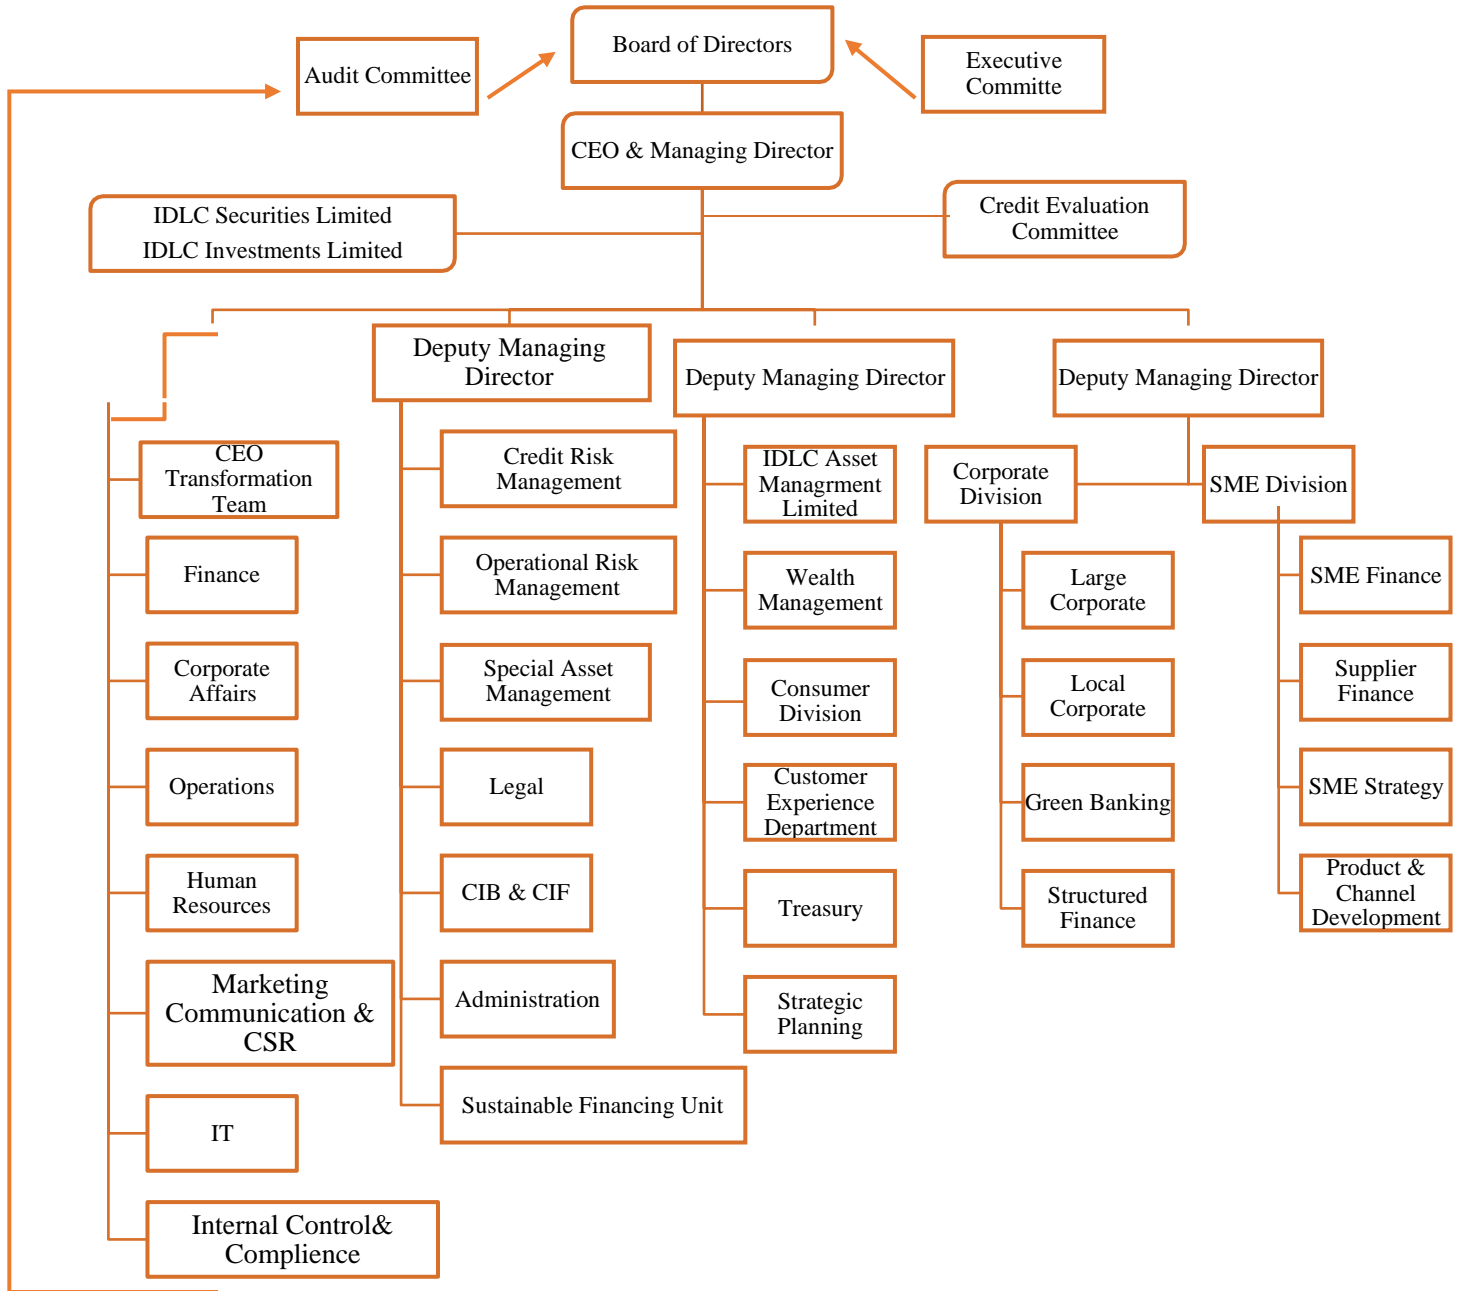 Board of Directors
Audit Committee
Executive
Committe
CEO & Managing Director
IDLC Securities Limited
IDLC Investments Limited
Credit Evaluation
Committee
Deputy Managing
Director
Deputy Managing Director
Deputy Managing Director
CEO
Transformation
Team
Finance
Corporate
Affairs
Operations
Human
Resources
Marketing
Communication &
CSR
IT
Internal Control&
Complience
Credit Risk
Management
Operational Risk
Management
Special Asset
Management
Legal
CIB & CIF
Administration
Sustainable Financing Unit
IDLC Asset
Managrment
Limited
Wealth
Management
Consumer
Division
Customer
Experience
Department
Treasury
Strategic
Planning
Corporate
Division
Large
Corporate
Local
Corporate
Green Banking
Structured
Finance
SME Division
SME Finance
Supplier
Finance
SME Strategy
Product &
Channel
Development